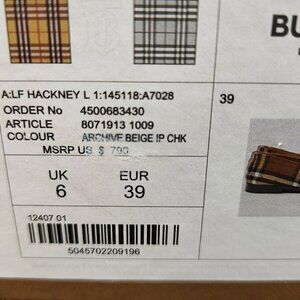 BU
A:LF HACKNEY L 1:145118:A7028
39
ORDER No 4500683430
ARTICLE 8071913 1009
COLOUR ARCHIVE BEIGE IP CHK
MSRP US $ 790
UK EUR
6 39
12407 01
5045702209196